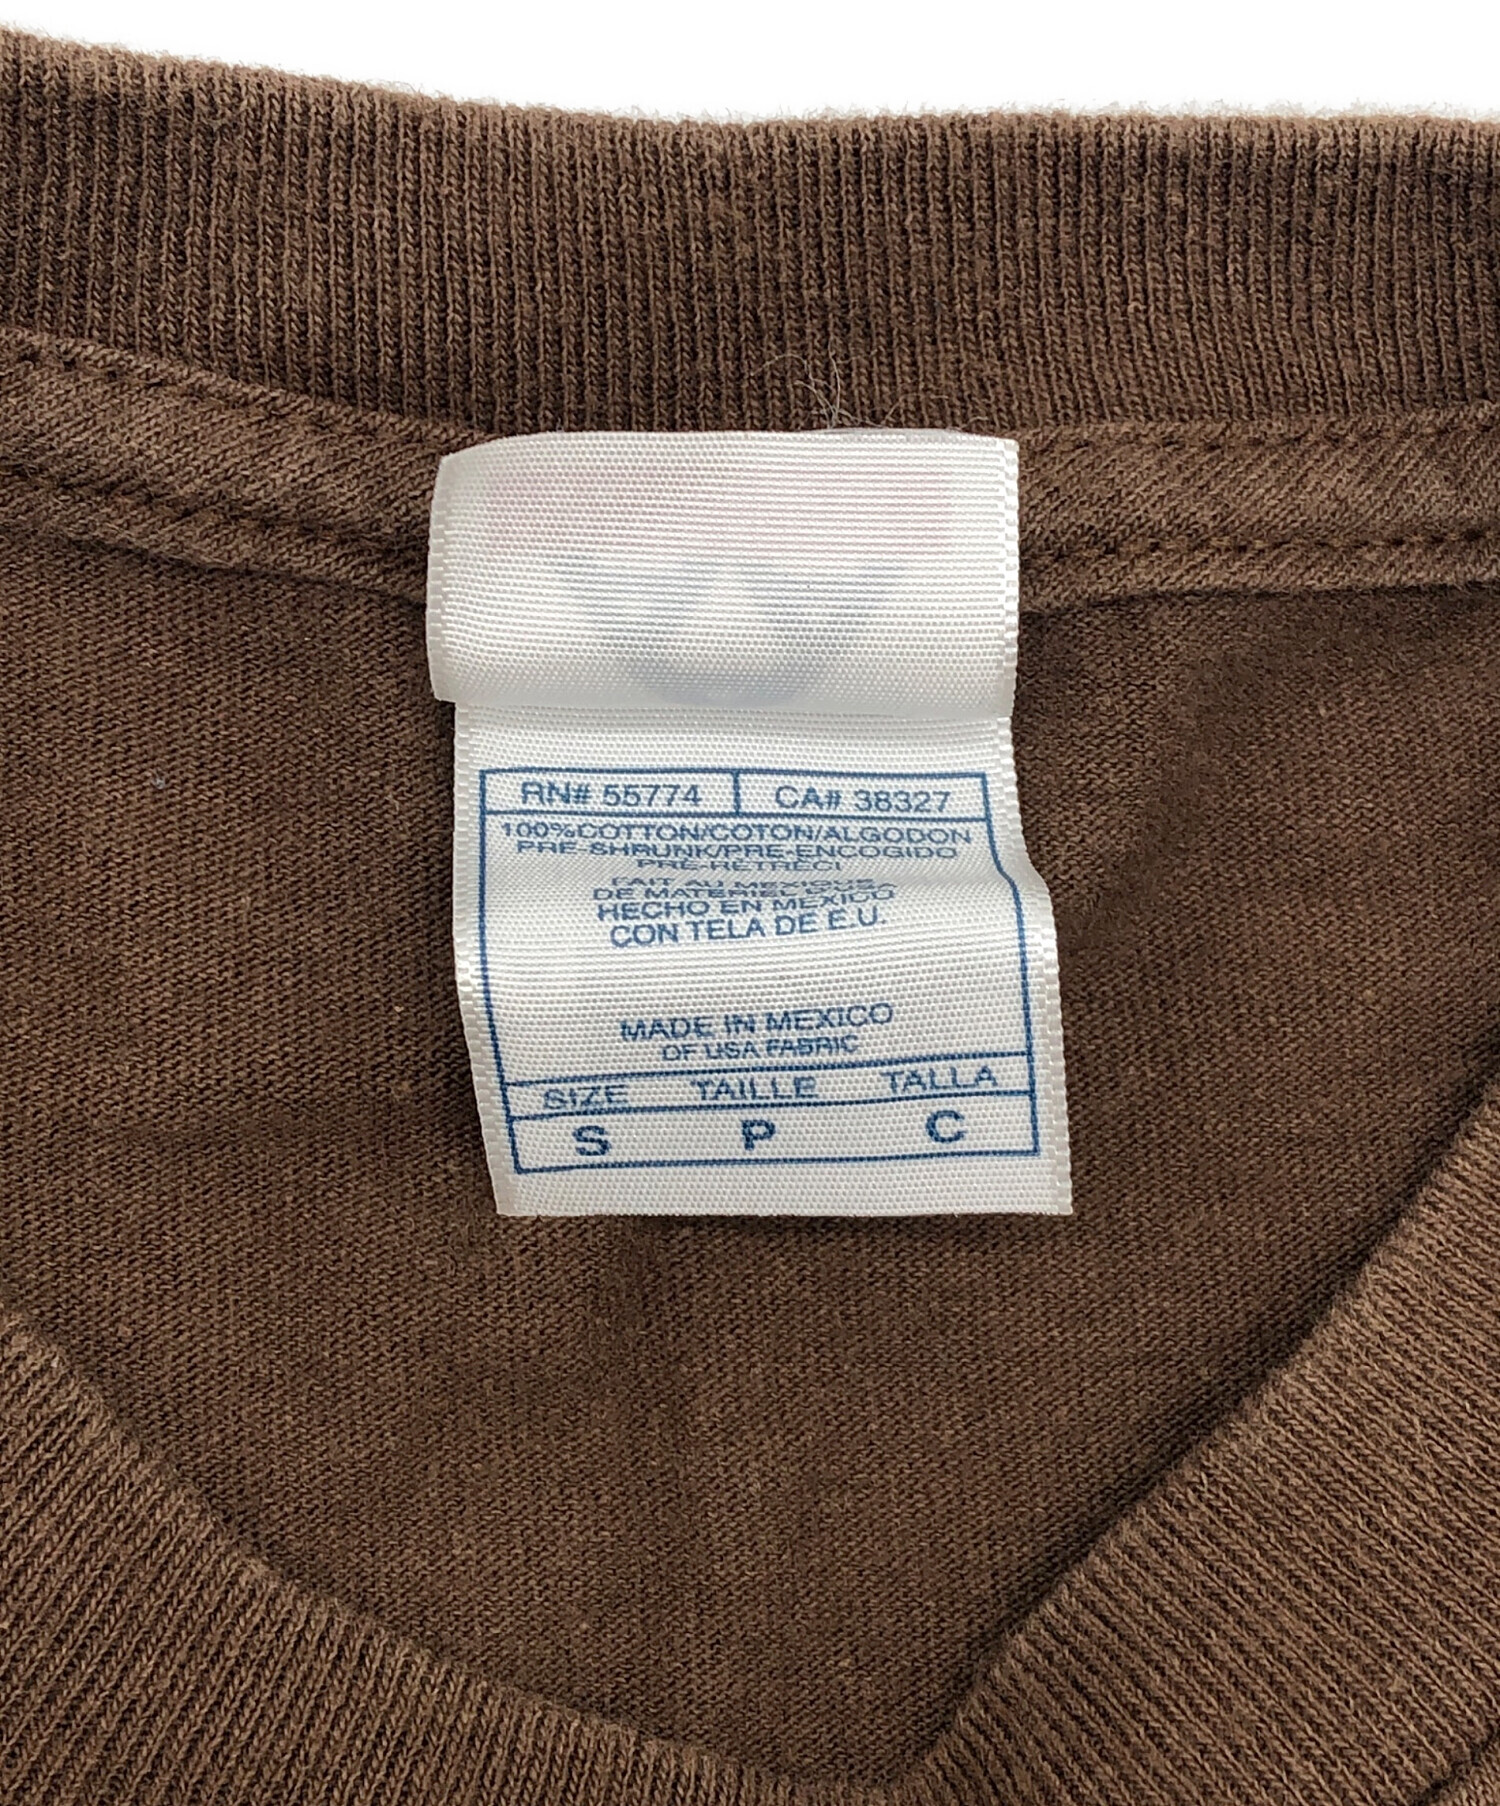 RN# 55774 CA# 38327
100%COTTON/COTON/ALGODON
PRE-SHRUNK/PRE-ENCOGIDO
PRE-RETRECI
FAIT AU MEXIQUE
DE MATERIEL D'USA
HECHO EN MEXICO
CON TELA DE E.U.
MADE IN MEXICO
OF USA FABRIC
SIZE TAILLE TALLA
S P C